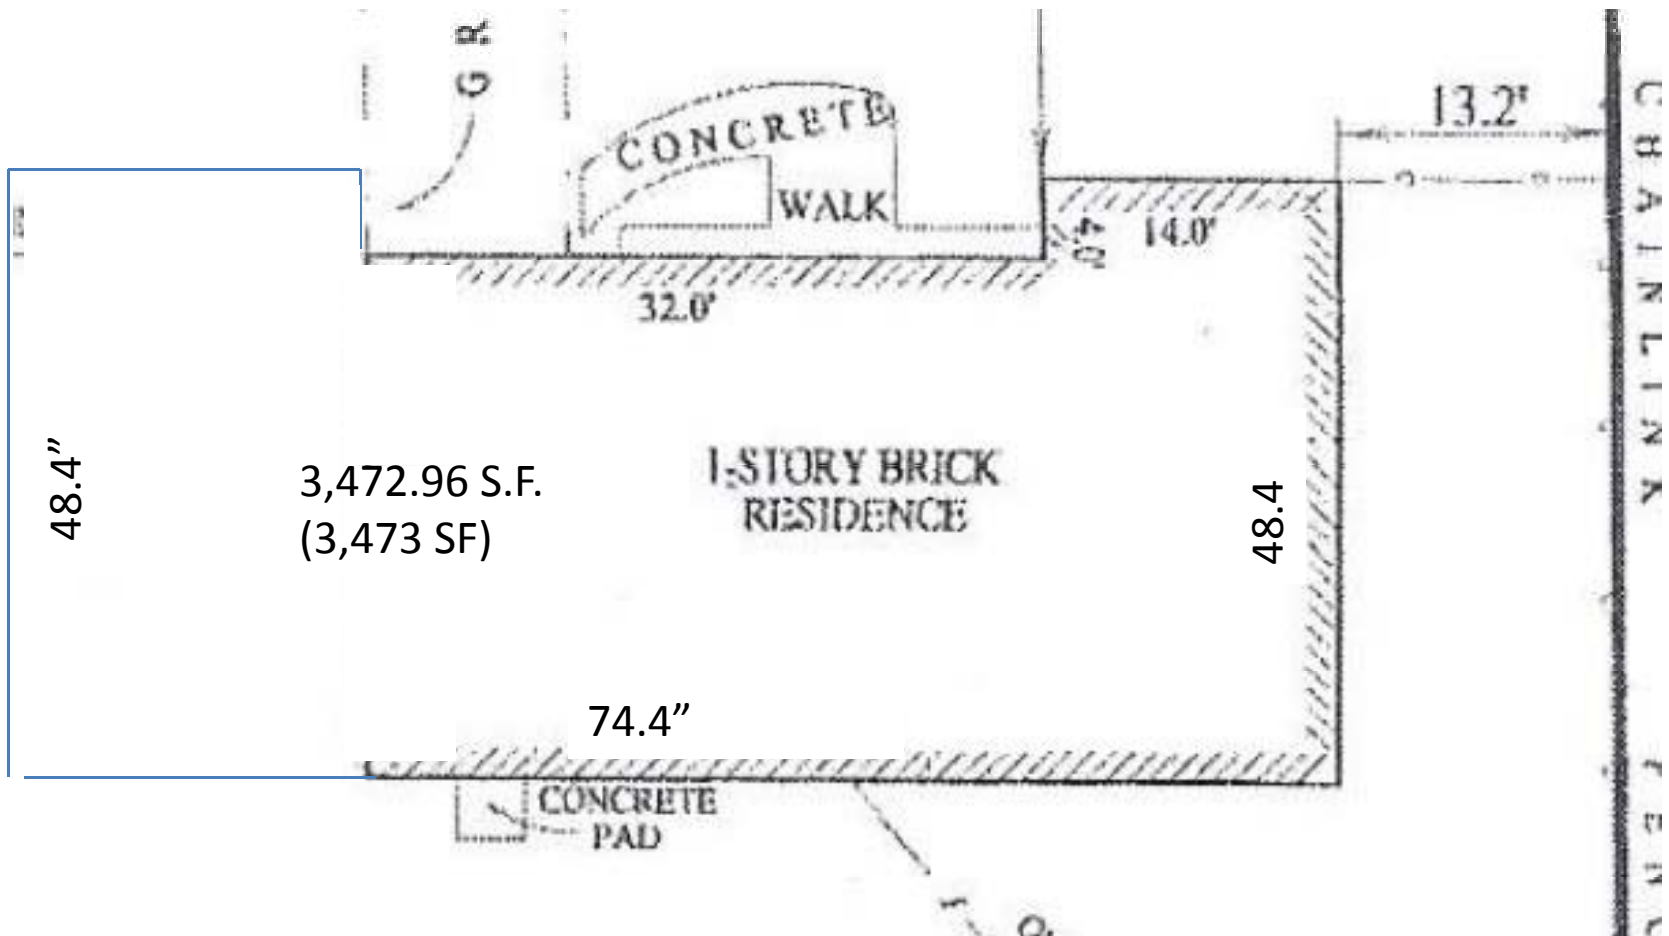 G R
CONCRETE
WALK
13.2'
14.0'
4.0'
32.0'
CHAINLINK FENC
48.4”
3,472.96 S.F.
(3,473 SF)
1-STORY BRICK
RESIDENCE
48.4
74.4”
CONCRETE
PAD